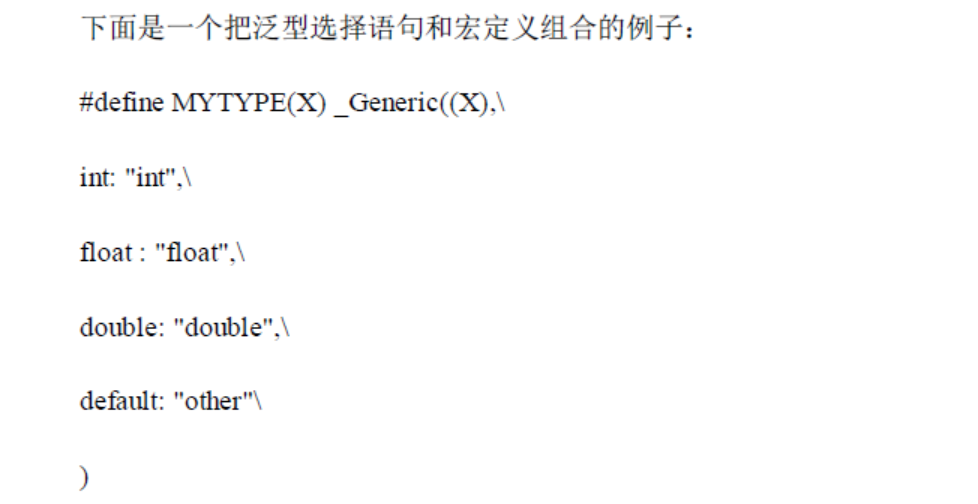 下面是一个把泛型选择语句和宏定义组合的例子：
#define MYTYPE(X) _Generic((X),\
int: "int",\
float : "float",\
double: "double",\
default: "other"\
)